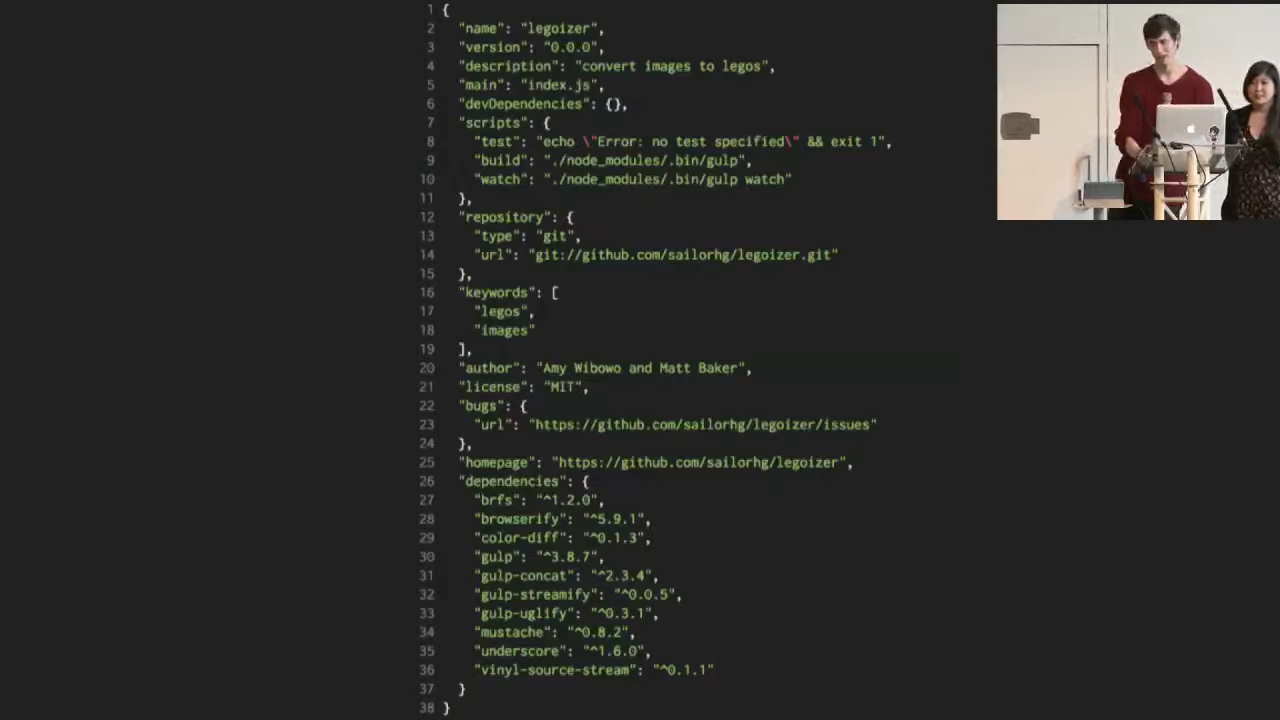 1 {
2 "name": "legoizer",
3 "version": "0.0.0",
4 "description": "convert images to legos",
5 "main": "index.js",
6 "devDependencies": {},
7 "scripts": {
8 "test": "echo \"Error: no test specified\" && exit 1",
9 "build": "./node_modules/.bin/gulp",
10 "watch": "./node_modules/.bin/gulp watch"
11 },
12 "repository": {
13 "type": "git",
14 "url": "git://github.com/sailorhg/legoizer.git"
15 },
16 "keywords": [
17 "legos",
18 "images"
19 ],
20 "author": "Amy Wibowo and Matt Baker",
21 "license": "MIT",
22 "bugs": {
23 "url": "https://github.com/sailorhg/legoizer/issues"
24 },
25 "homepage": "https://github.com/sailorhg/legoizer",
26 "dependencies": {
27 "brfs": "^1.2.0",
28 "browserify": "^5.9.1",
29 "color-diff": "^0.1.3",
30 "gulp": "^3.8.7",
31 "gulp-concat": "^2.3.4",
32 "gulp-streamify": "^0.0.5",
33 "gulp-uglify": "^0.3.1",
34 "mustache": "^0.8.2",
35 "underscore": "^1.6.0",
36 "vinyl-source-stream": "^0.1.1"
37 }
38 }